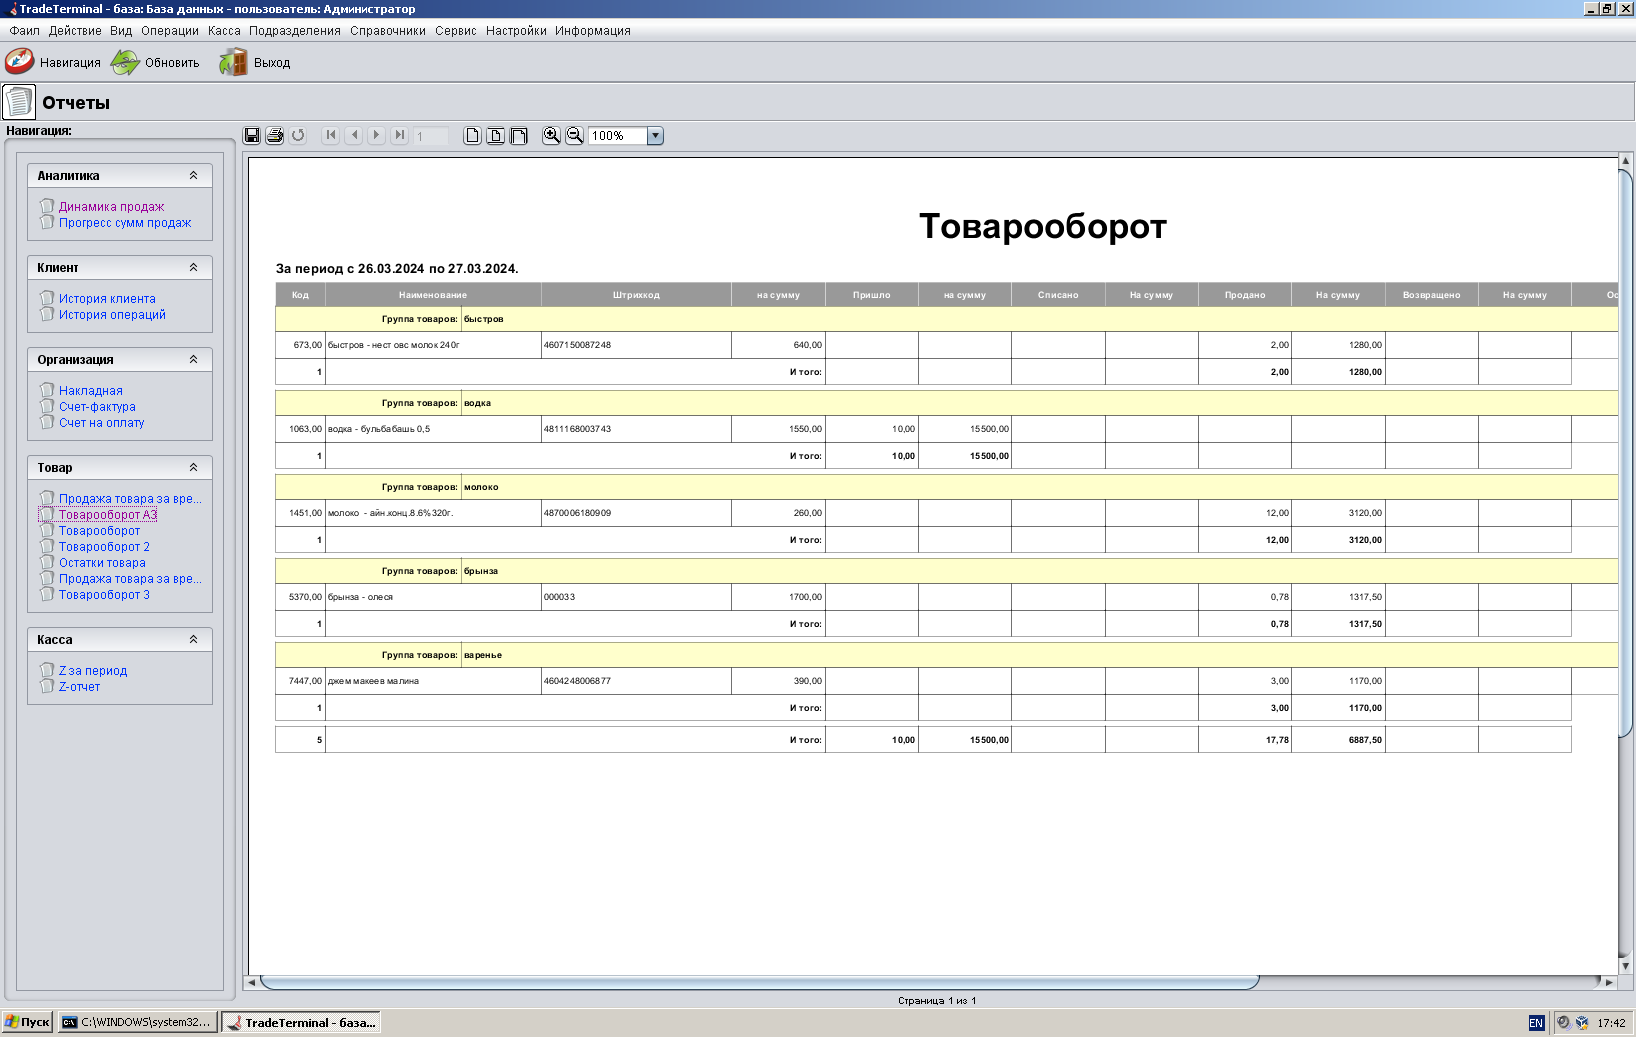 TradeTerminal - база: База данных - пользователь: Администратор
Файл Действие Вид Операции Касса Подразделения Справочники Сервис Настройки Информация
Навигация Обновить Выход
Отчеты
Навигация:
1 100%
Аналитика
Динамика продаж
Прогресс сумм продаж
Клиент
История клиента
История операций
Организация
Накладная
Счет-фактура
Счет на оплату
Товар
Продажа товара за вре...
Товарооборот А3
Товарооборот
Товарооборот 2
Остатки товара
Продажа товара за вре...
Товарооборот 3
Касса
Z за период
Z-отчет
Товарооборот
За период с 26.03.2024 по 27.03.2024.
Код Наименование Штрихкод на сумму Пришло на сумму Списано На сумму Продано На сумму Возвращено На сумму Ос
Группа товаров: быстров
673,00 быстров - нест овс молок 240г 4607150087248 640,00 2,00 1280,00
1 Итого: 2,00 1280,00
Группа товаров: водка
1063,00 водка - бульбабашь 0,5 4811168003743 1550,00 10,00 15500,00
1 Итого: 10,00 15500,00
Группа товаров: молоко
1451,00 молоко - айн.конц.8.6%320г. 4870006180909 260,00 12,00 3120,00
1 Итого: 12,00 3120,00
Группа товаров: брынза
5370,00 брынза - олеся 000033 1700,00 0,78 1317,50
1 Итого: 0,78 1317,50
Группа товаров: варенье
7447,00 джем макеев малина 4604248006877 390,00 3,00 1170,00
1 Итого: 3,00 1170,00
5 Итого: 10,00 15500,00 17,78 6887,50
Страница 1 из 1
Пуск C:\WINDOWS\system32... TradeTerminal - база... EN 17:42